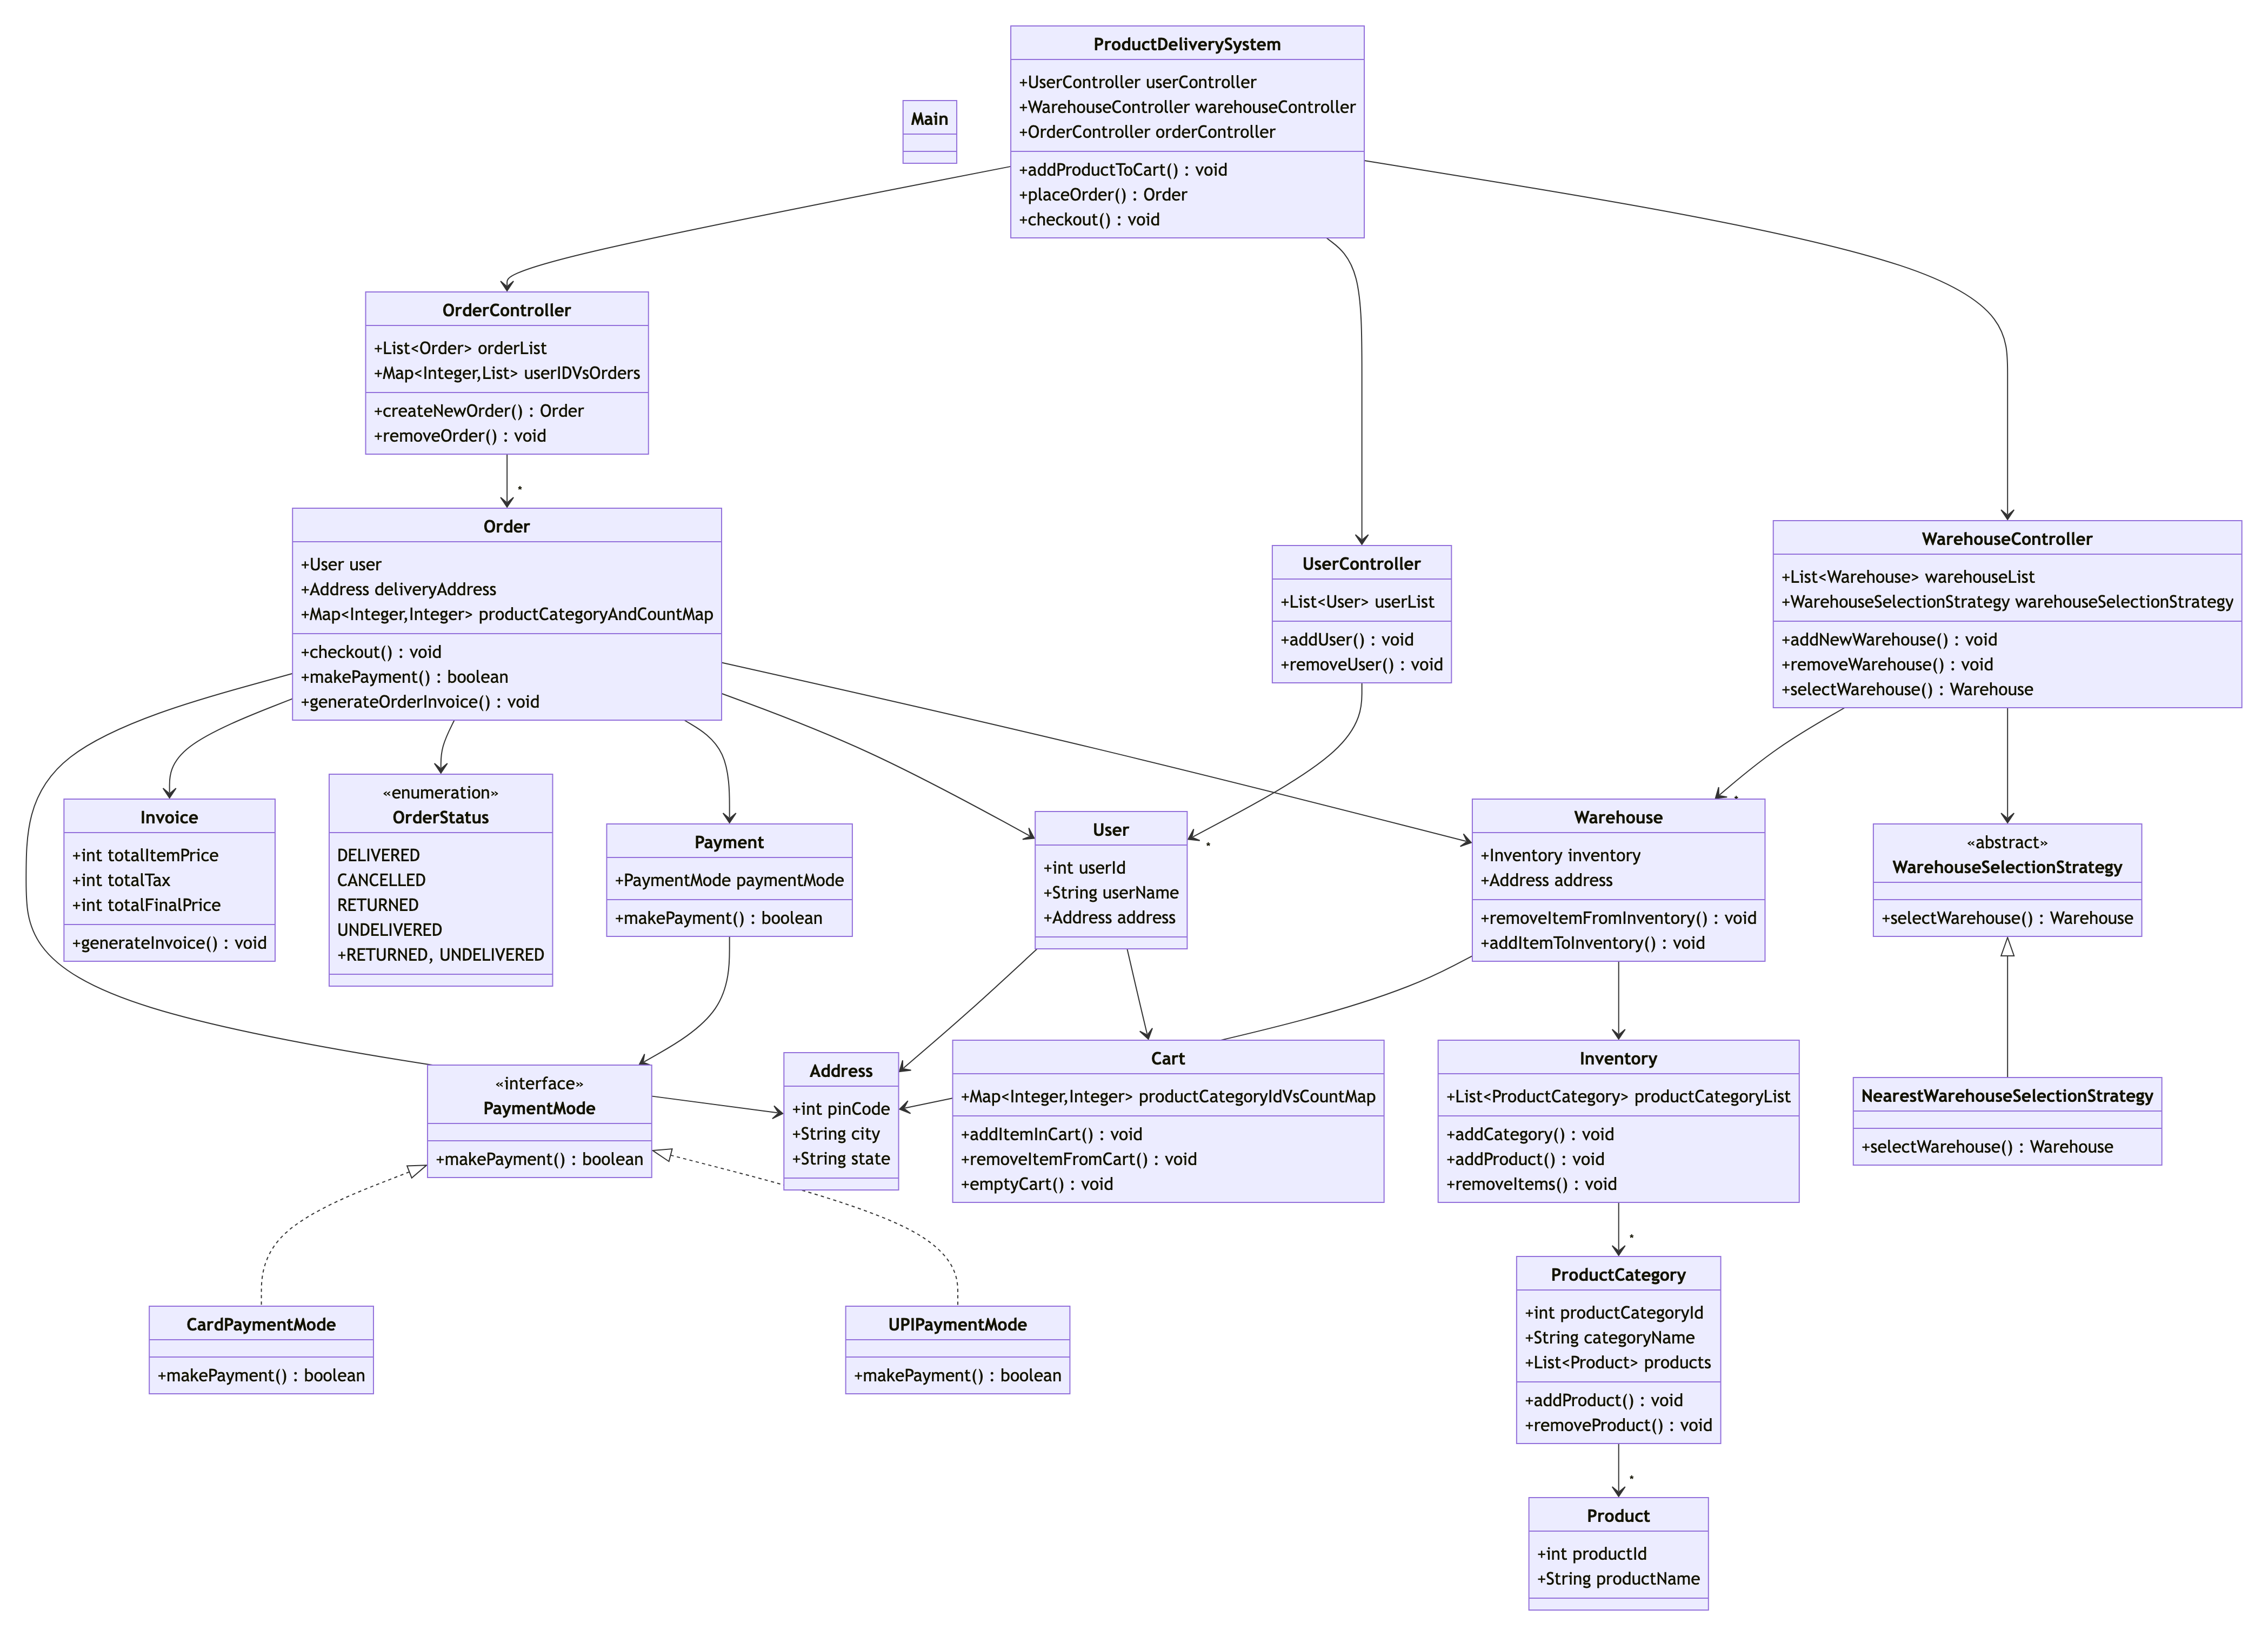 ProductDeliverySystem
+UserController userController
+WarehouseController warehouseController
+OrderController orderController
+addProductToCart() : void
+placeOrder() : Order
+checkout() : void
Main
OrderController
+List<Order> orderList
+Map<Integer,List> userIDVsOrders
+createNewOrder() : Order
+removeOrder() : void
*
Order
+User user
+Address deliveryAddress
+Map<Integer,Integer> productCategoryAndCountMap
+checkout() : void
+makePayment() : boolean
+generateOrderInvoice() : void
UserController
+List<User> userList
+addUser() : void
+removeUser() : void
WarehouseController
+List<Warehouse> warehouseList
+WarehouseSelectionStrategy warehouseSelectionStrategy
+addNewWarehouse() : void
+removeWarehouse() : void
+selectWarehouse() : Warehouse
Invoice
+int totalItemPrice
+int totalTax
+int totalFinalPrice
+generateInvoice() : void
«enumeration»
OrderStatus
DELIVERED
CANCELLED
RETURNED
UNDELIVERED
+RETURNED, UNDELIVERED
Payment
+PaymentMode paymentMode
+makePayment() : boolean
User
+int userId
+String userName
+Address address
*
*
Warehouse
+Inventory inventory
+Address address
+removeItemFromInventory() : void
+addItemToInventory() : void
«abstract»
WarehouseSelectionStrategy
+selectWarehouse() : Warehouse
«interface»
PaymentMode
+makePayment() : boolean
Address
+int pinCode
+String city
+String state
Cart
+Map<Integer,Integer> productCategoryIdVsCountMap
+addItemInCart() : void
+removeItemFromCart() : void
+emptyCart() : void
Inventory
+List<ProductCategory> productCategoryList
+addCategory() : void
+addProduct() : void
+removeItems() : void
NearestWarehouseSelectionStrategy
+selectWarehouse() : Warehouse
*
CardPaymentMode
+makePayment() : boolean
UPIPaymentMode
+makePayment() : boolean
ProductCategory
+int productCategoryId
+String categoryName
+List<Product> products
+addProduct() : void
+removeProduct() : void
*
Product
+int productId
+String productName